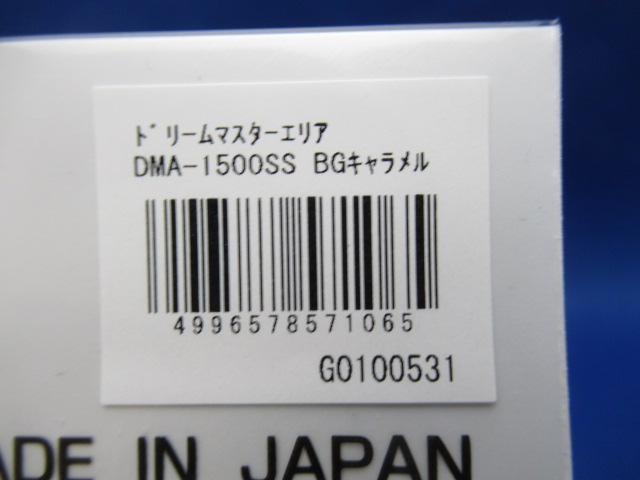 ﾄﾞﾘｰﾑﾏｽﾀｰｴﾘｱ
DMA-1500SS BGｷｬﾗﾒﾙ
4996578571065
G0100531
ADE IN JAPAN